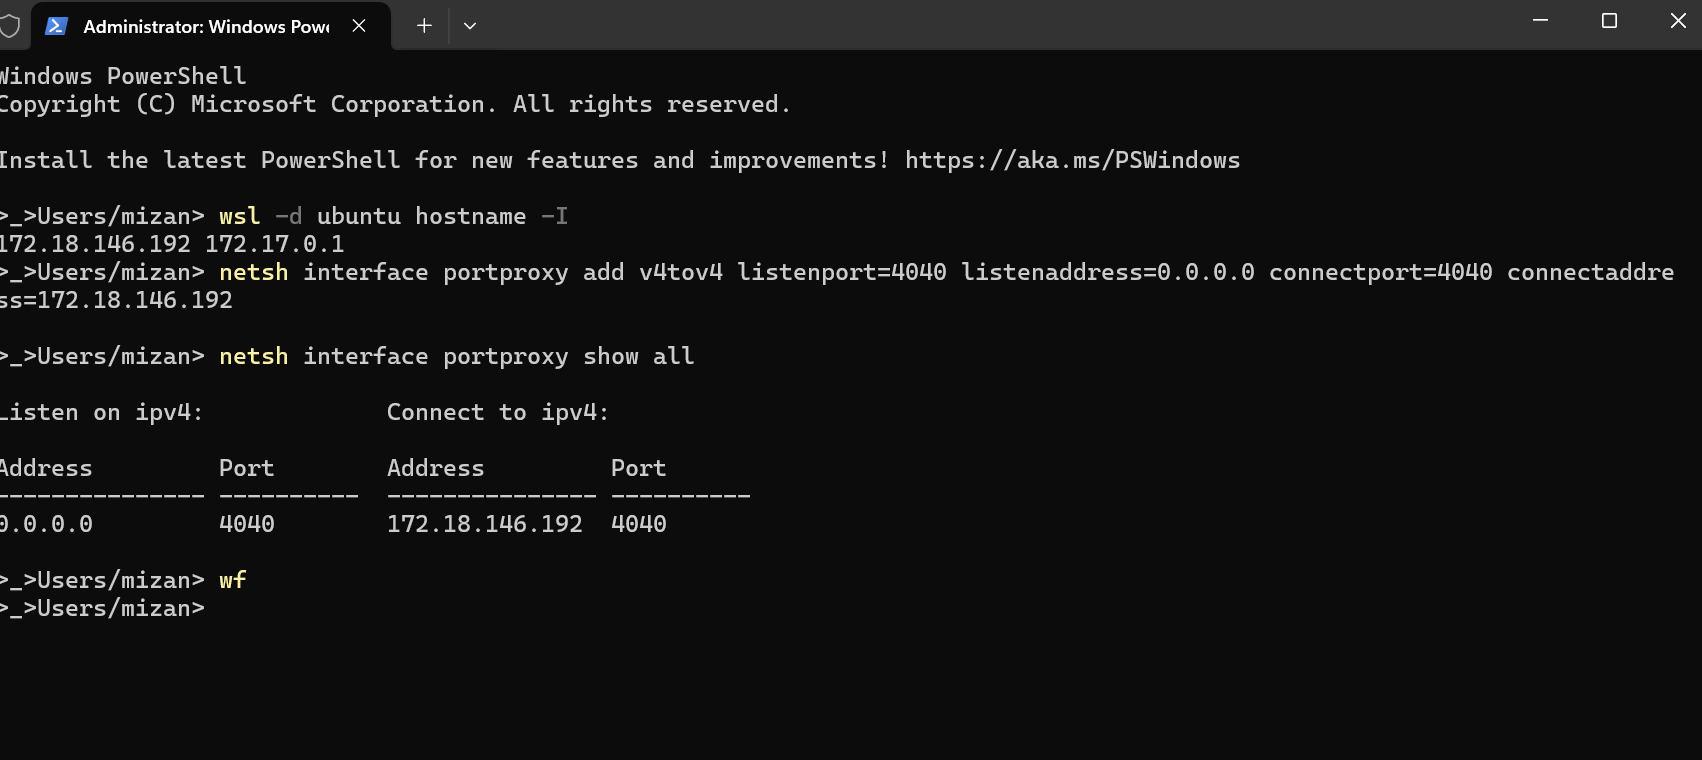 Administrator: Windows Powe
Windows PowerShell
Copyright (C) Microsoft Corporation. All rights reserved.
Install the latest PowerShell for new features and improvements! https://aka.ms/PSWindows
>_>Users/mizan> wsl -d ubuntu hostname -I
172.18.146.192 172.17.0.1
>_>Users/mizan> netsh interface portproxy add v4tov4 listenport=4040 listenaddress=0.0.0.0 connectport=4040 connectaddre
ss=172.18.146.192
>_>Users/mizan> netsh interface portproxy show all
Listen on ipv4:             Connect to ipv4:
Address         Port        Address         Port
--------------- ----------  --------------- ----------
0.0.0.0         4040        172.18.146.192  4040
>_>Users/mizan> wf
>_>Users/mizan>